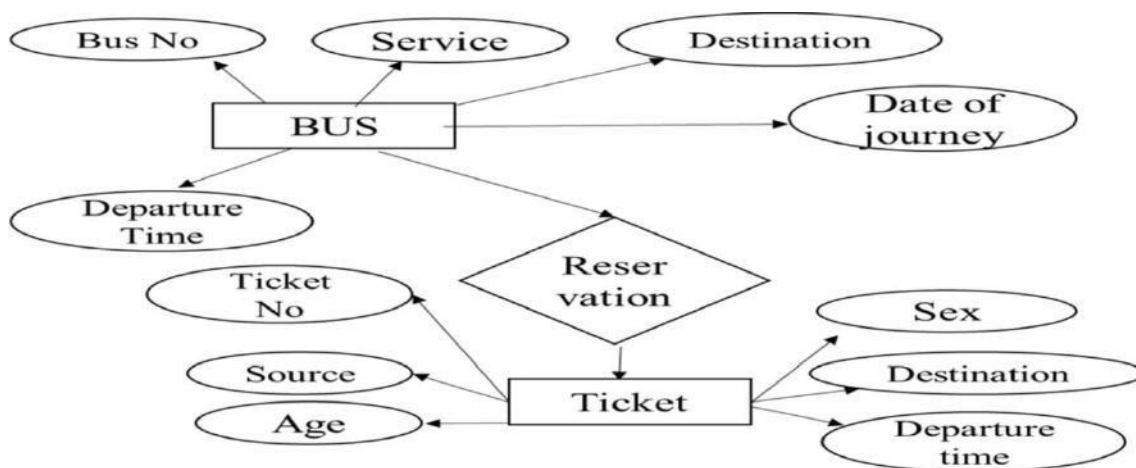 Bus No
Service
Destination
Date of
journey
BUS
Departure
Time
Reser
vation
Ticket
No
Sex
Source
Destination
Ticket
Age
Departure
time